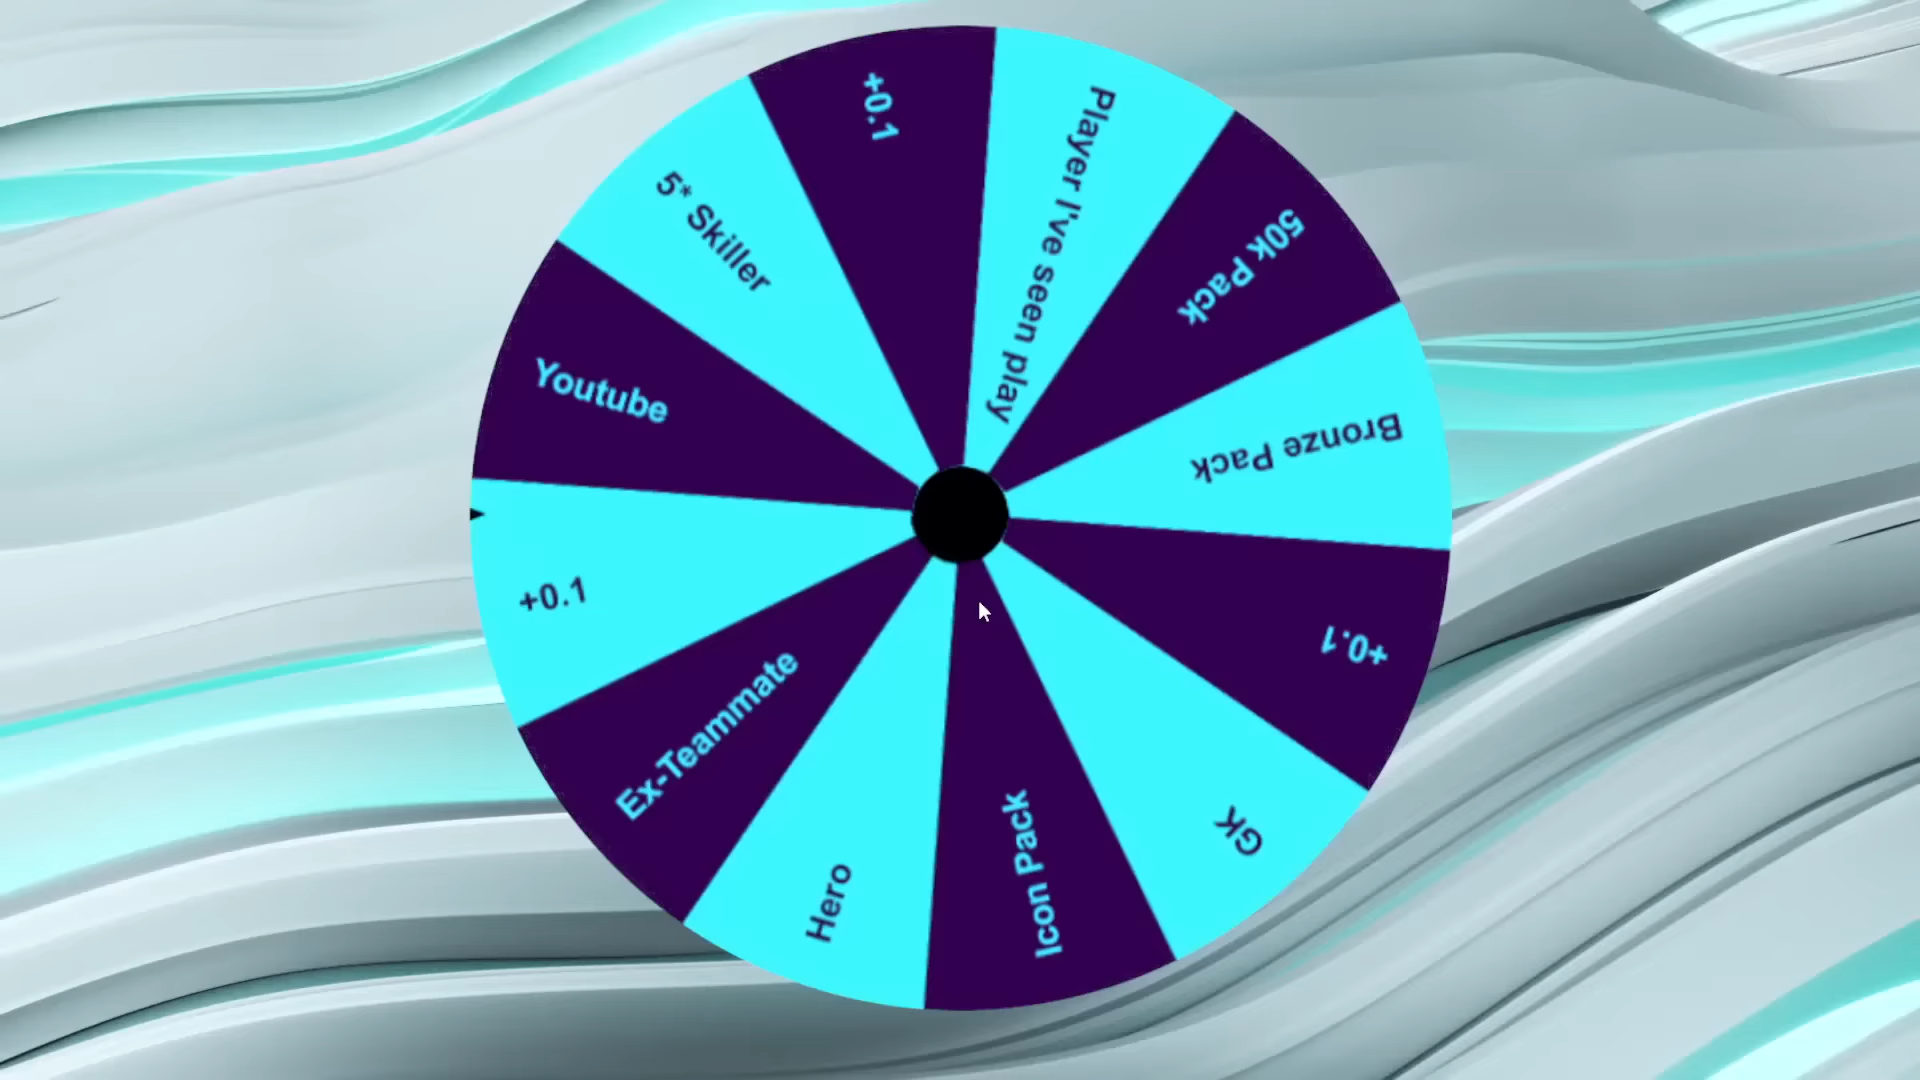 +0.1
Player I've seen play
50k Pack
Bronze Pack
+0.1
GK
Icon Pack
Hero
Ex-Teammate
+0.1
Youtube
5* Skiller